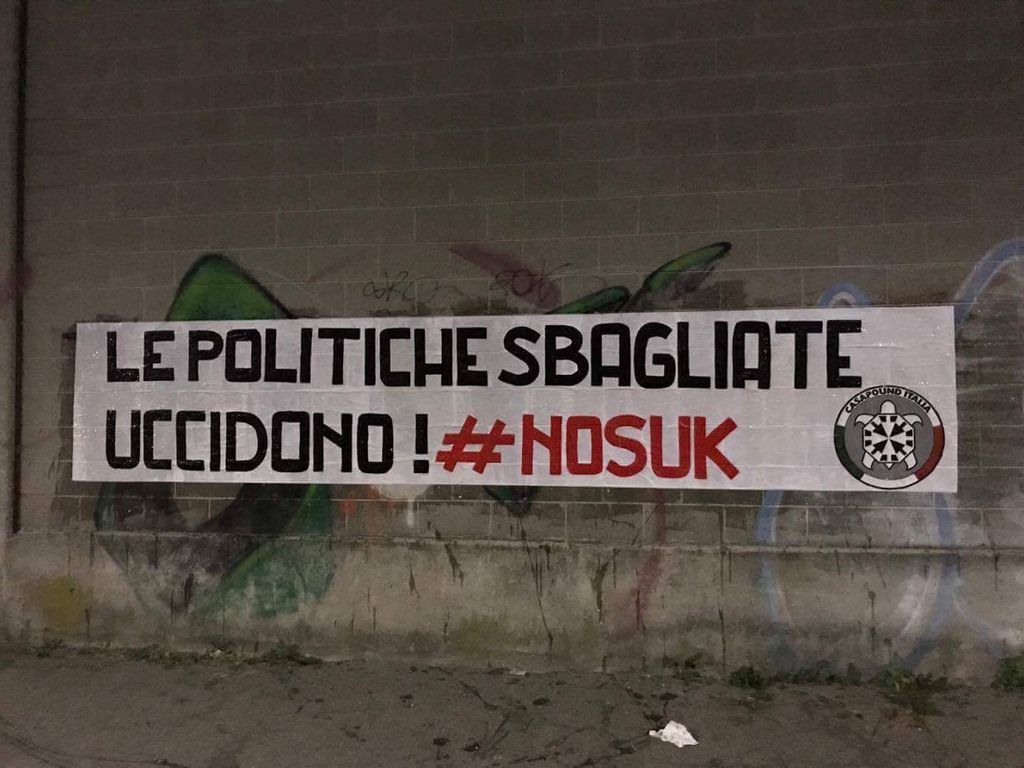 LE POLITICHE SBAGLIATE
UCCIDONO ! #NOSUK
CASAPOUND ITALIA